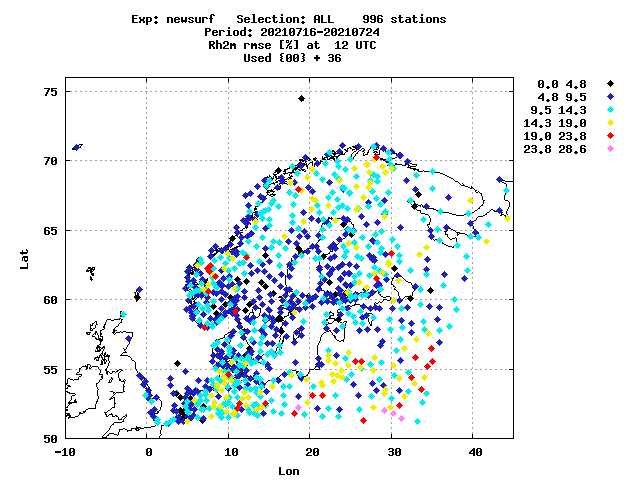 Exp: newsurf   Selection: ALL    996 stations
Period: 20210716-20210724
Rh2m rmse [%] at  12 UTC
Used {00} + 36
0.0 4.8
4.8 9.5
9.5 14.3
14.3 19.0
19.0 23.8
23.8 28.6
75
70
65
60
55
50
Lat
-10 0 10 20 30 40
Lon